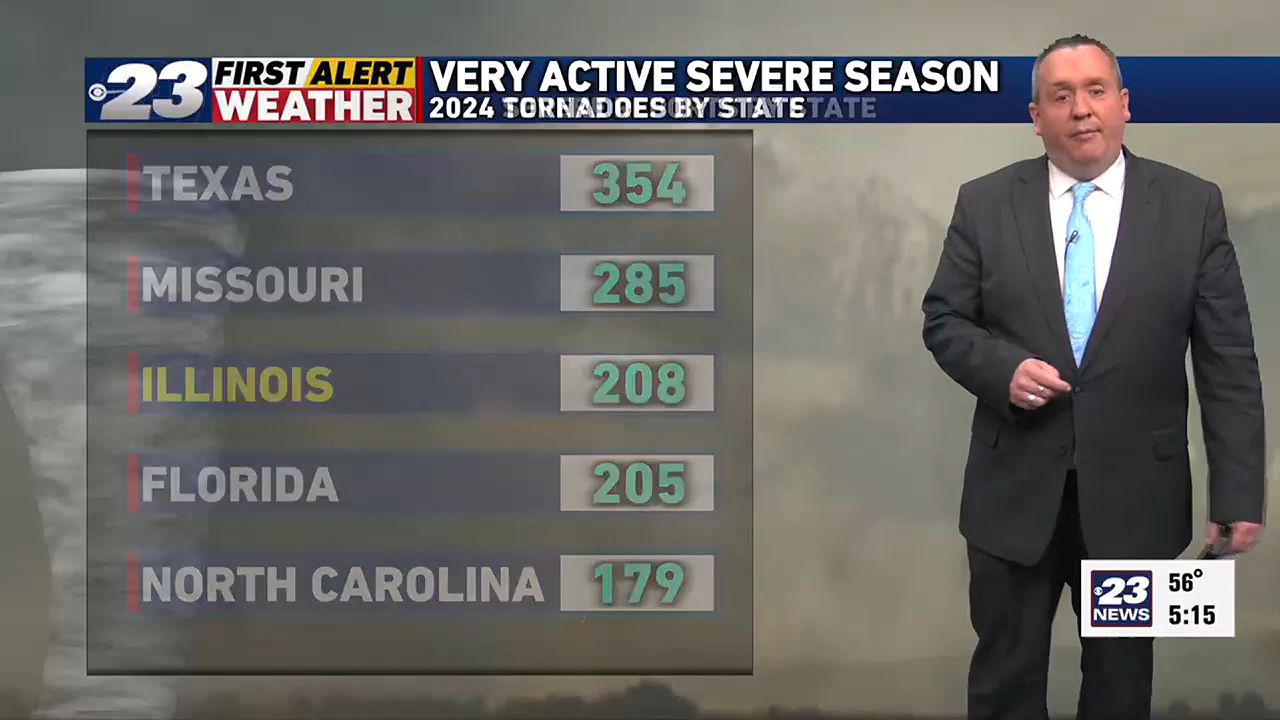 23 FIRST ALERT WEATHER
VERY ACTIVE SEVERE SEASON
2024 TORNADOES BY STATE
TEXAS 354
MISSOURI 285
ILLINOIS 208
FLORIDA 205
NORTH CAROLINA 179
23 NEWS
56°
5:15